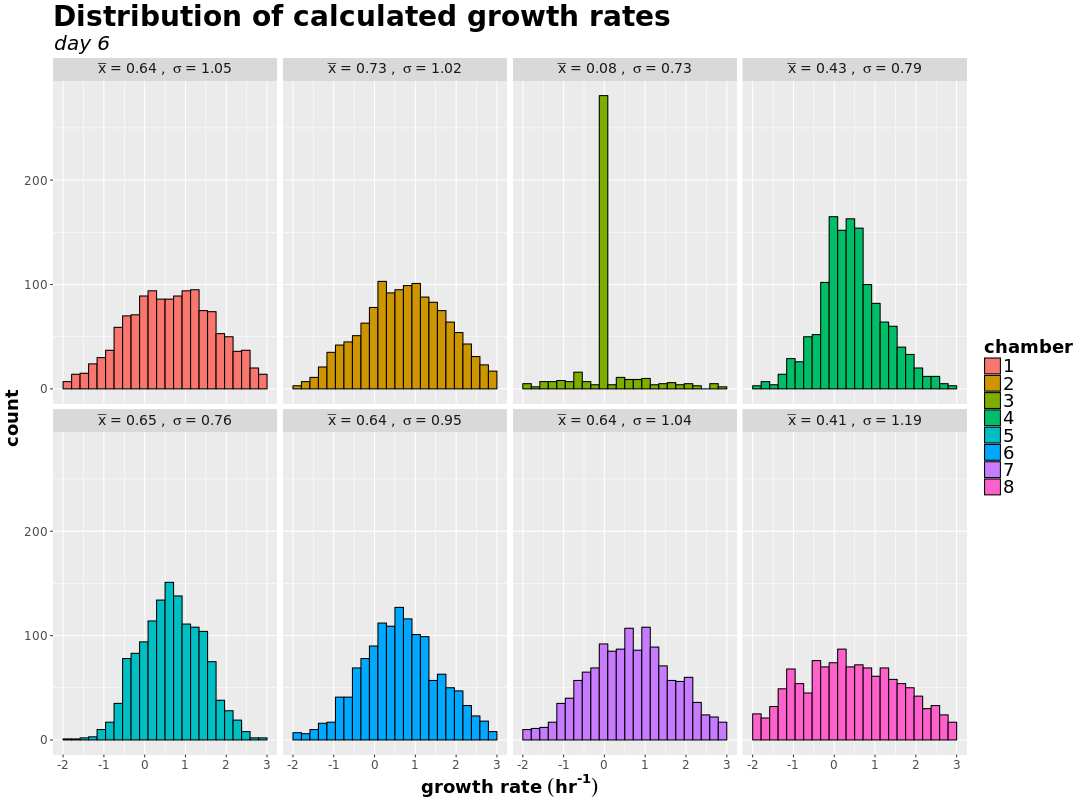 Distribution of calculated growth rates
day 6
x̅ = 0.64 , σ = 1.05
x̅ = 0.73 , σ = 1.02
x̅ = 0.08 , σ = 0.73
x̅ = 0.43 , σ = 0.79
200
100
0
count
x̅ = 0.65 , σ = 0.76
x̅ = 0.64 , σ = 0.95
x̅ = 0.64 , σ = 1.04
x̅ = 0.41 , σ = 1.19
200
100
0
-2 -1 0 1 2 3
-2 -1 0 1 2 3
-2 -1 0 1 2 3
-2 -1 0 1 2 3
growth rate (hr⁻¹)
chamber
1
2
3
4
5
6
7
8